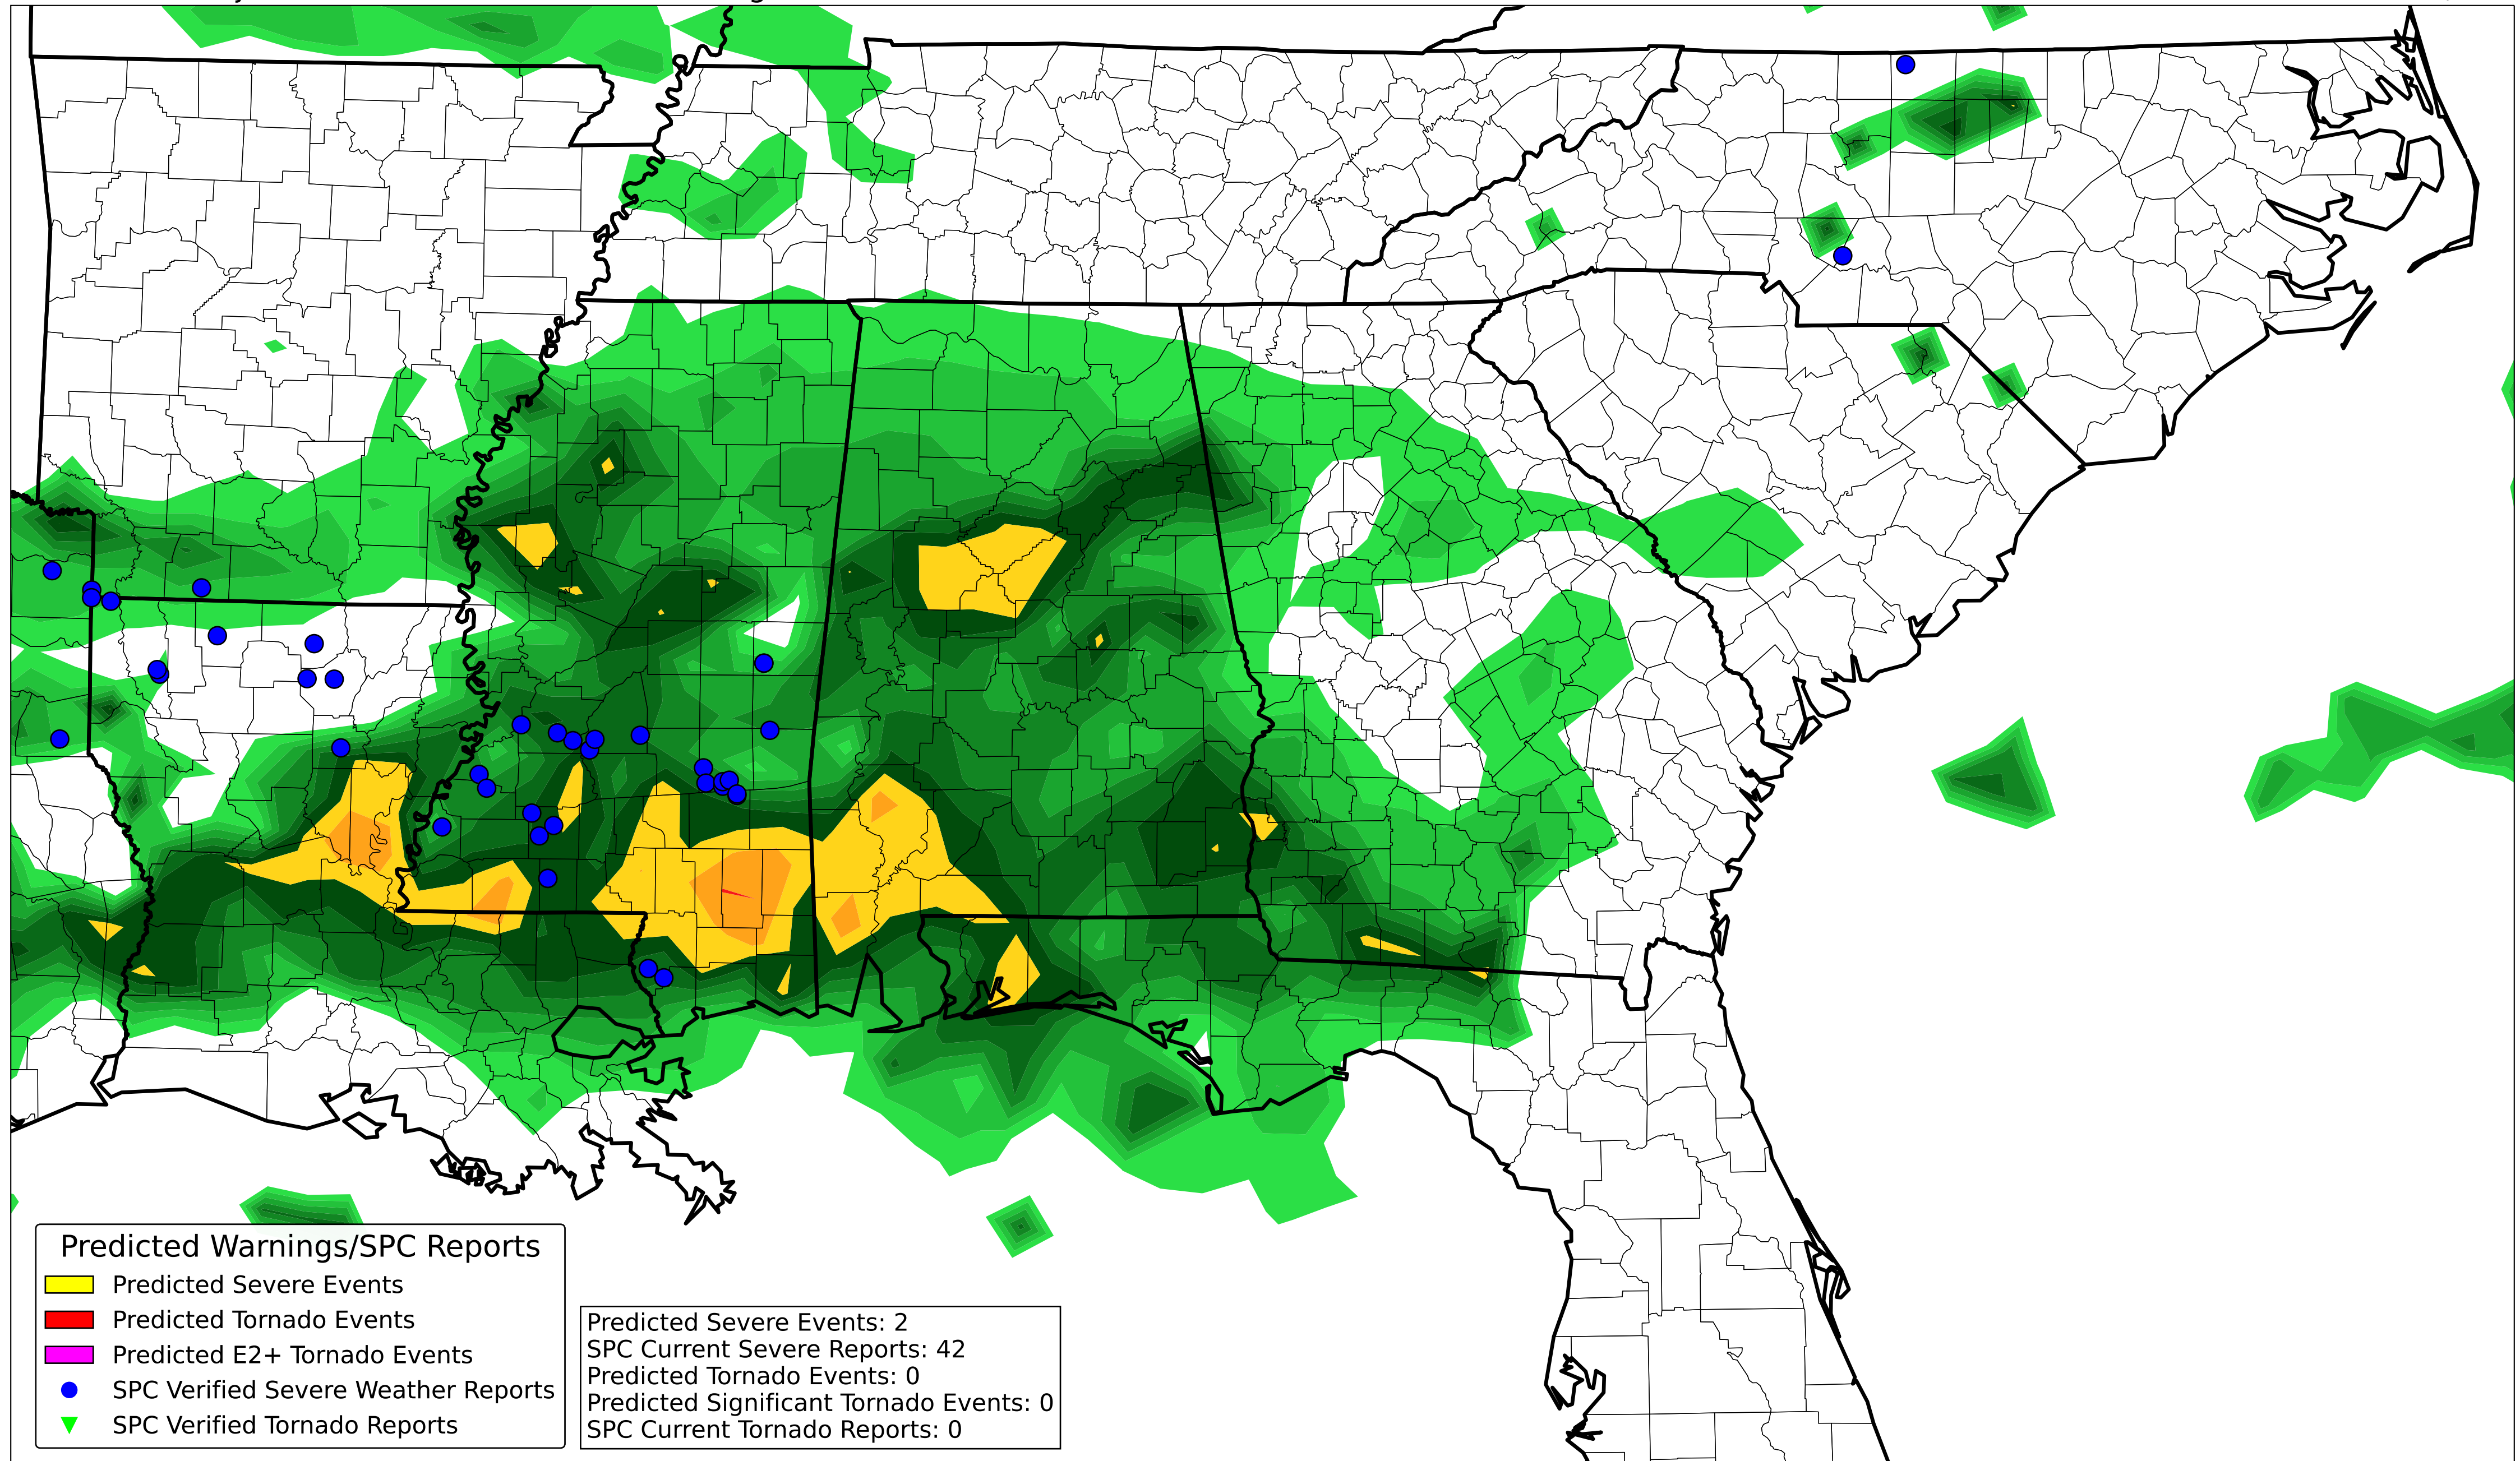 Predicted Warnings/SPC Reports
Predicted Severe Events
Predicted Tornado Events
Predicted E2+ Tornado Events
SPC Verified Severe Weather Reports
SPC Verified Tornado Reports
Predicted Severe Events: 2
SPC Current Severe Reports: 42
Predicted Tornado Events: 0
Predicted Significant Tornado Events: 0
SPC Current Tornado Reports: 0